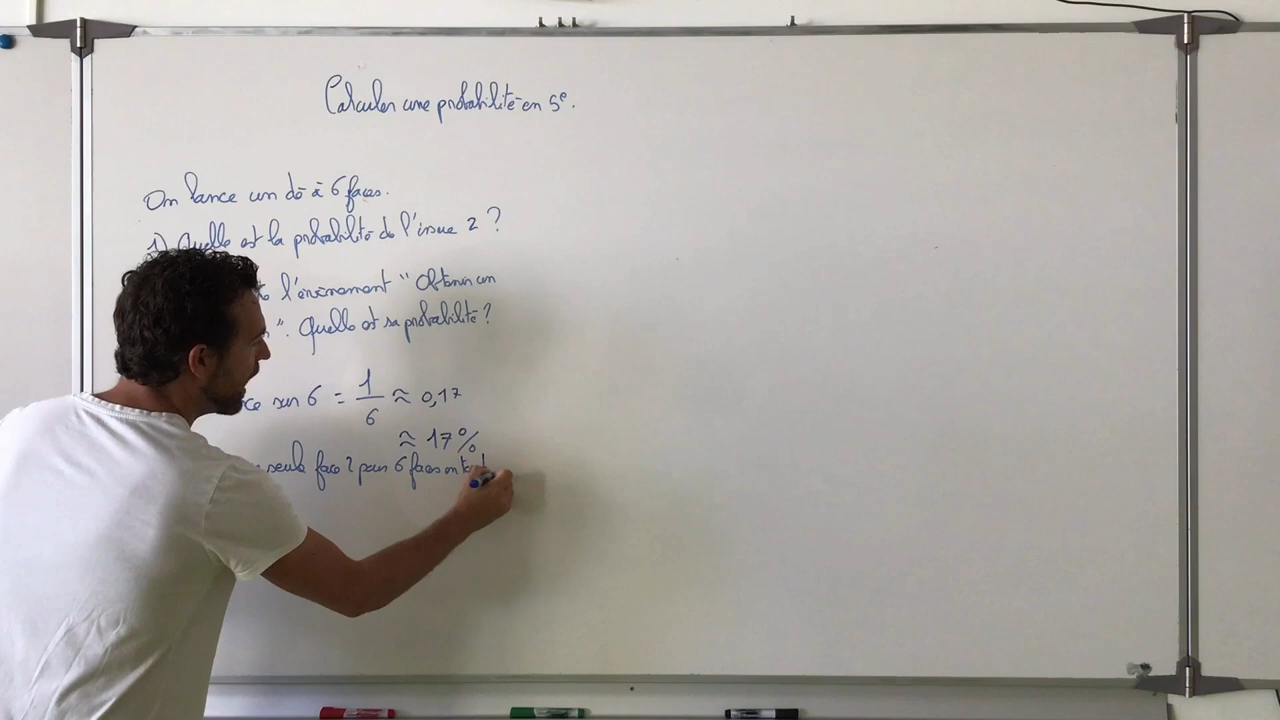 Calculer une probabilité en 5e.
On lance un dé à 6 faces.
1) Quelle est la probabilité de l'issue 2 ?
l'évènement "Obtenir un
". Quelle est sa probabilité ?
sur 6 = 1/6 ≈ 0,17
≈ 17%
seule face 2 pour 6 faces en